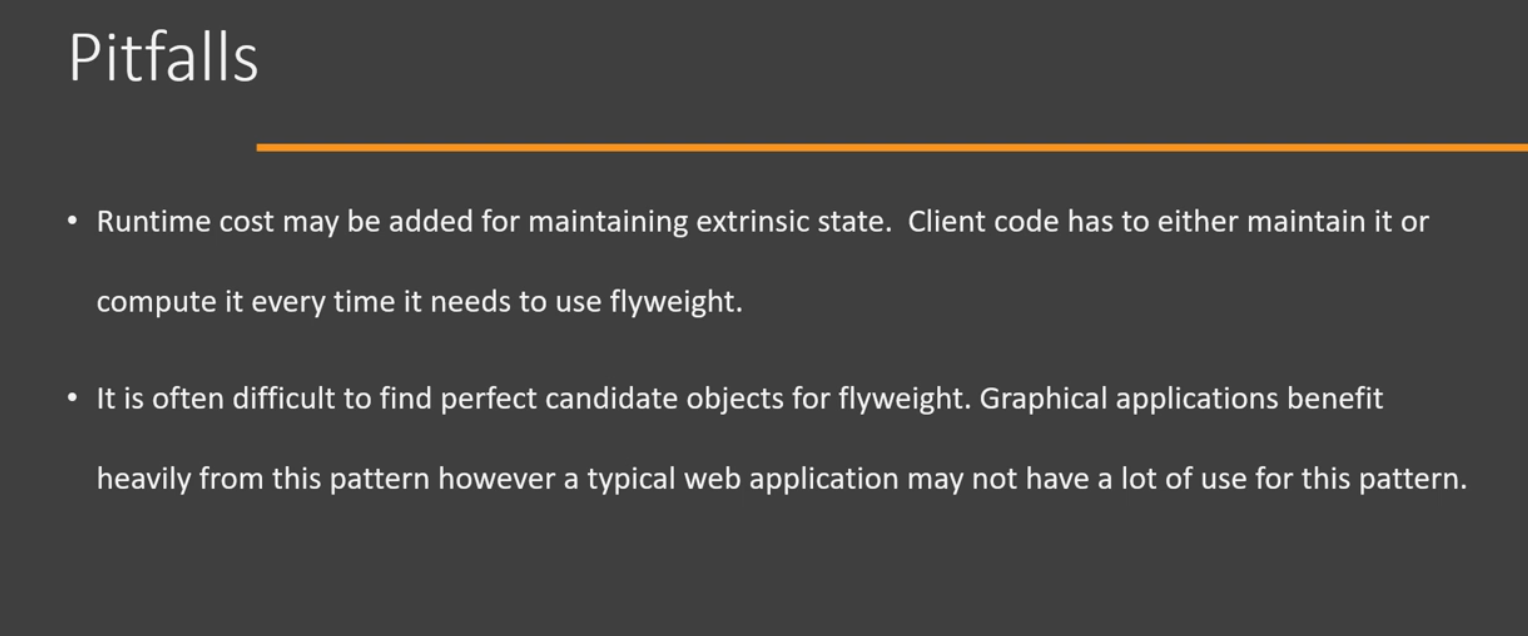 Pitfalls
• Runtime cost may be added for maintaining extrinsic state.  Client code has to either maintain it or
compute it every time it needs to use flyweight.
• It is often difficult to find perfect candidate objects for flyweight. Graphical applications benefit
heavily from this pattern however a typical web application may not have a lot of use for this pattern.